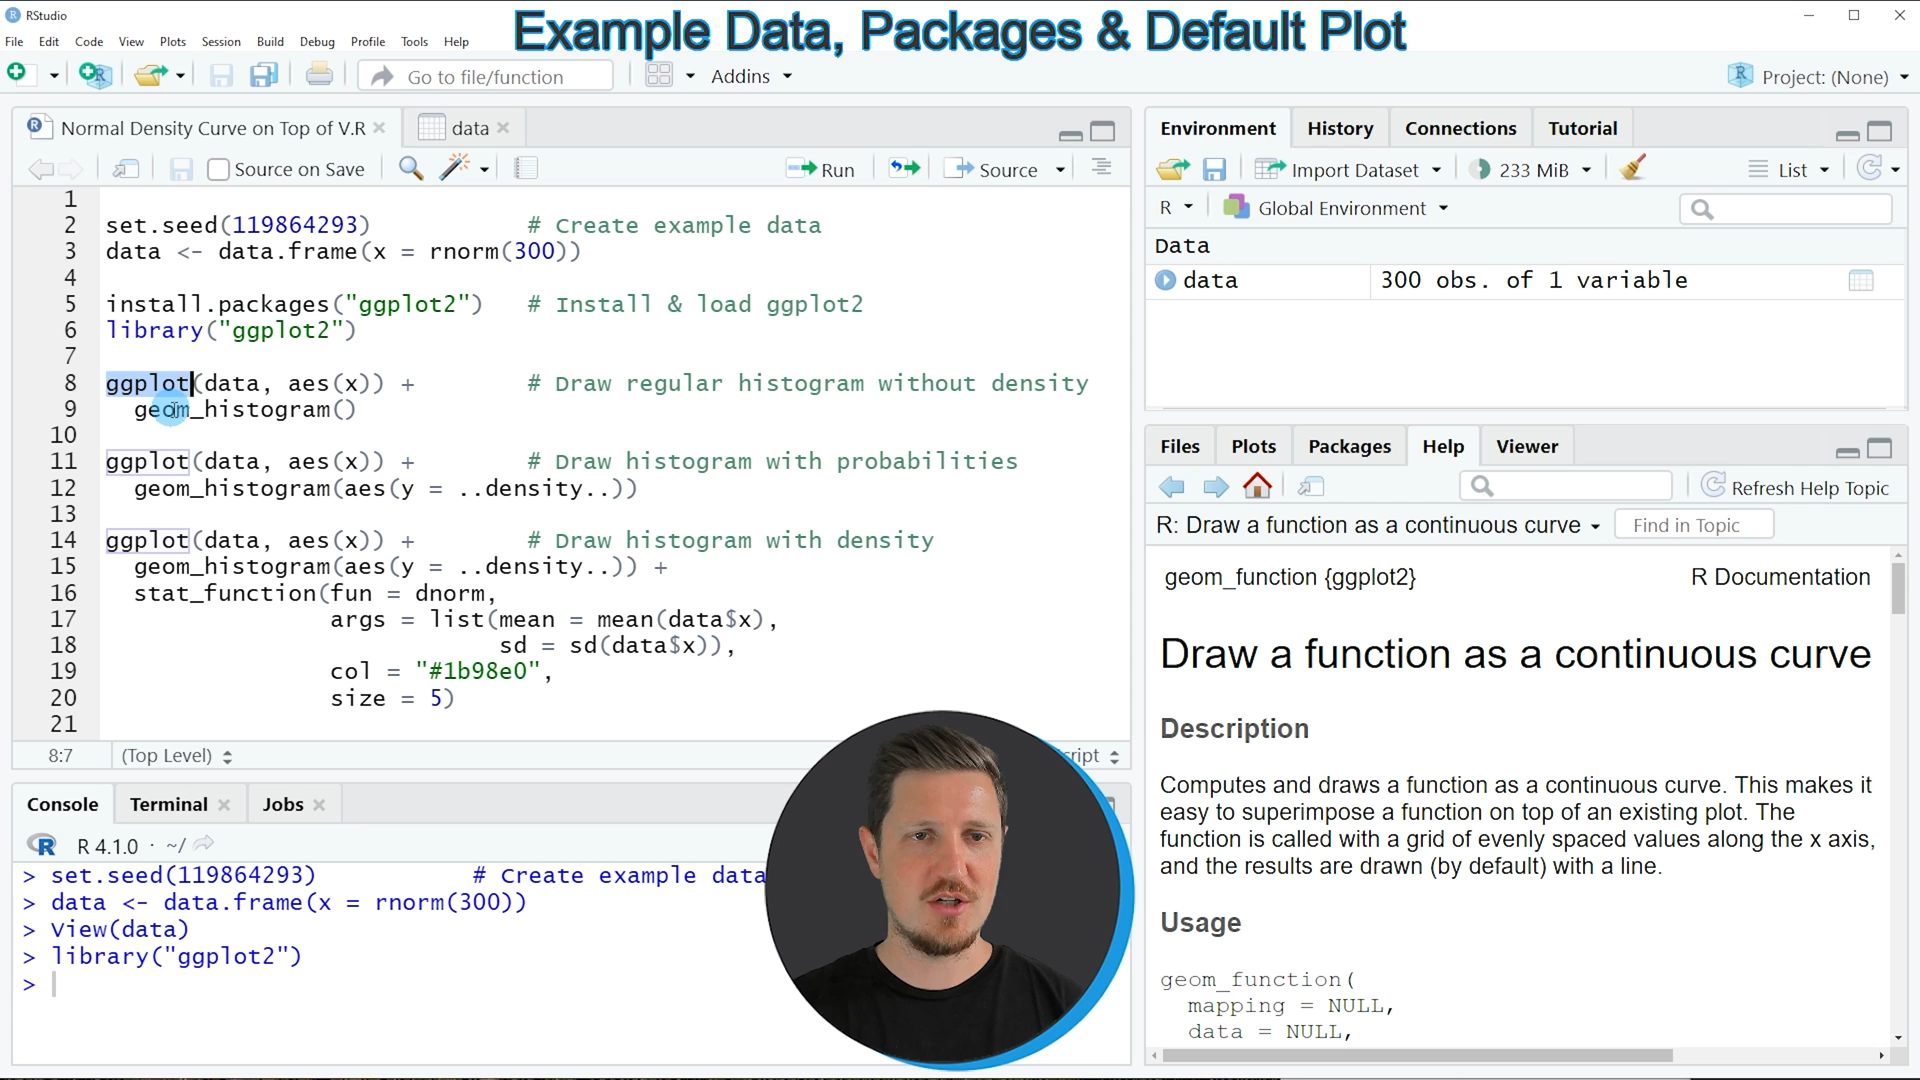 RStudio
Example Data, Packages & Default Plot
File Edit Code View Plots Session Build Debug Profile Tools Help
Go to file/function Addins Project: (None)
Normal Density Curve on Top of V.R data
Source on Save Run Source
1
2 set.seed(119864293) # Create example data
3 data <- data.frame(x = rnorm(300))
4
5 install.packages("ggplot2") # Install & load ggplot2
6 library("ggplot2")
7
8 ggplot(data, aes(x)) + # Draw regular histogram without density
9 geom_histogram()
10
11 ggplot(data, aes(x)) + # Draw histogram with probabilities
12 geom_histogram(aes(y = ..density..))
13
14 ggplot(data, aes(x)) + # Draw histogram with density
15 geom_histogram(aes(y = ..density..)) +
16 stat_function(fun = dnorm,
17 args = list(mean = mean(data$x),
18 sd = sd(data$x)),
19 col = "#1b98e0",
20 size = 5)
21
8:7 (Top Level) cript
Console Terminal Jobs
R 4.1.0 · ~/
> set.seed(119864293) # Create example data
> data <- data.frame(x = rnorm(300))
> View(data)
> library("ggplot2")
>
Environment History Connections Tutorial
Import Dataset 233 MiB List
R Global Environment
Data
data 300 obs. of 1 variable
Files Plots Packages Help Viewer
Refresh Help Topic
R: Draw a function as a continuous curve Find in Topic
geom_function {ggplot2} R Documentation
Draw a function as a continuous curve
Description
Computes and draws a function as a continuous curve. This makes it
easy to superimpose a function on top of an existing plot. The
function is called with a grid of evenly spaced values along the x axis,
and the results are drawn (by default) with a line.
Usage
geom_function(
mapping = NULL,
data = NULL,